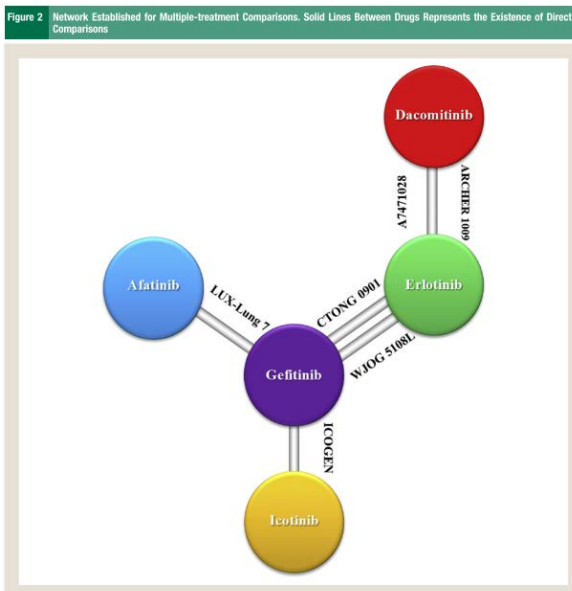 Figure 2 Network Established for Multiple-treatment Comparisons. Solid Lines Between Drugs Represents the Existence of Direct
Comparisons
Dacomitinib
A7471028
ARCHER 1009
Afatinib
LUX-Lung 7
CTONG 0901
Erlotinib
WJOG 5108L
Gefitinib
ICOGEN
Icotinib